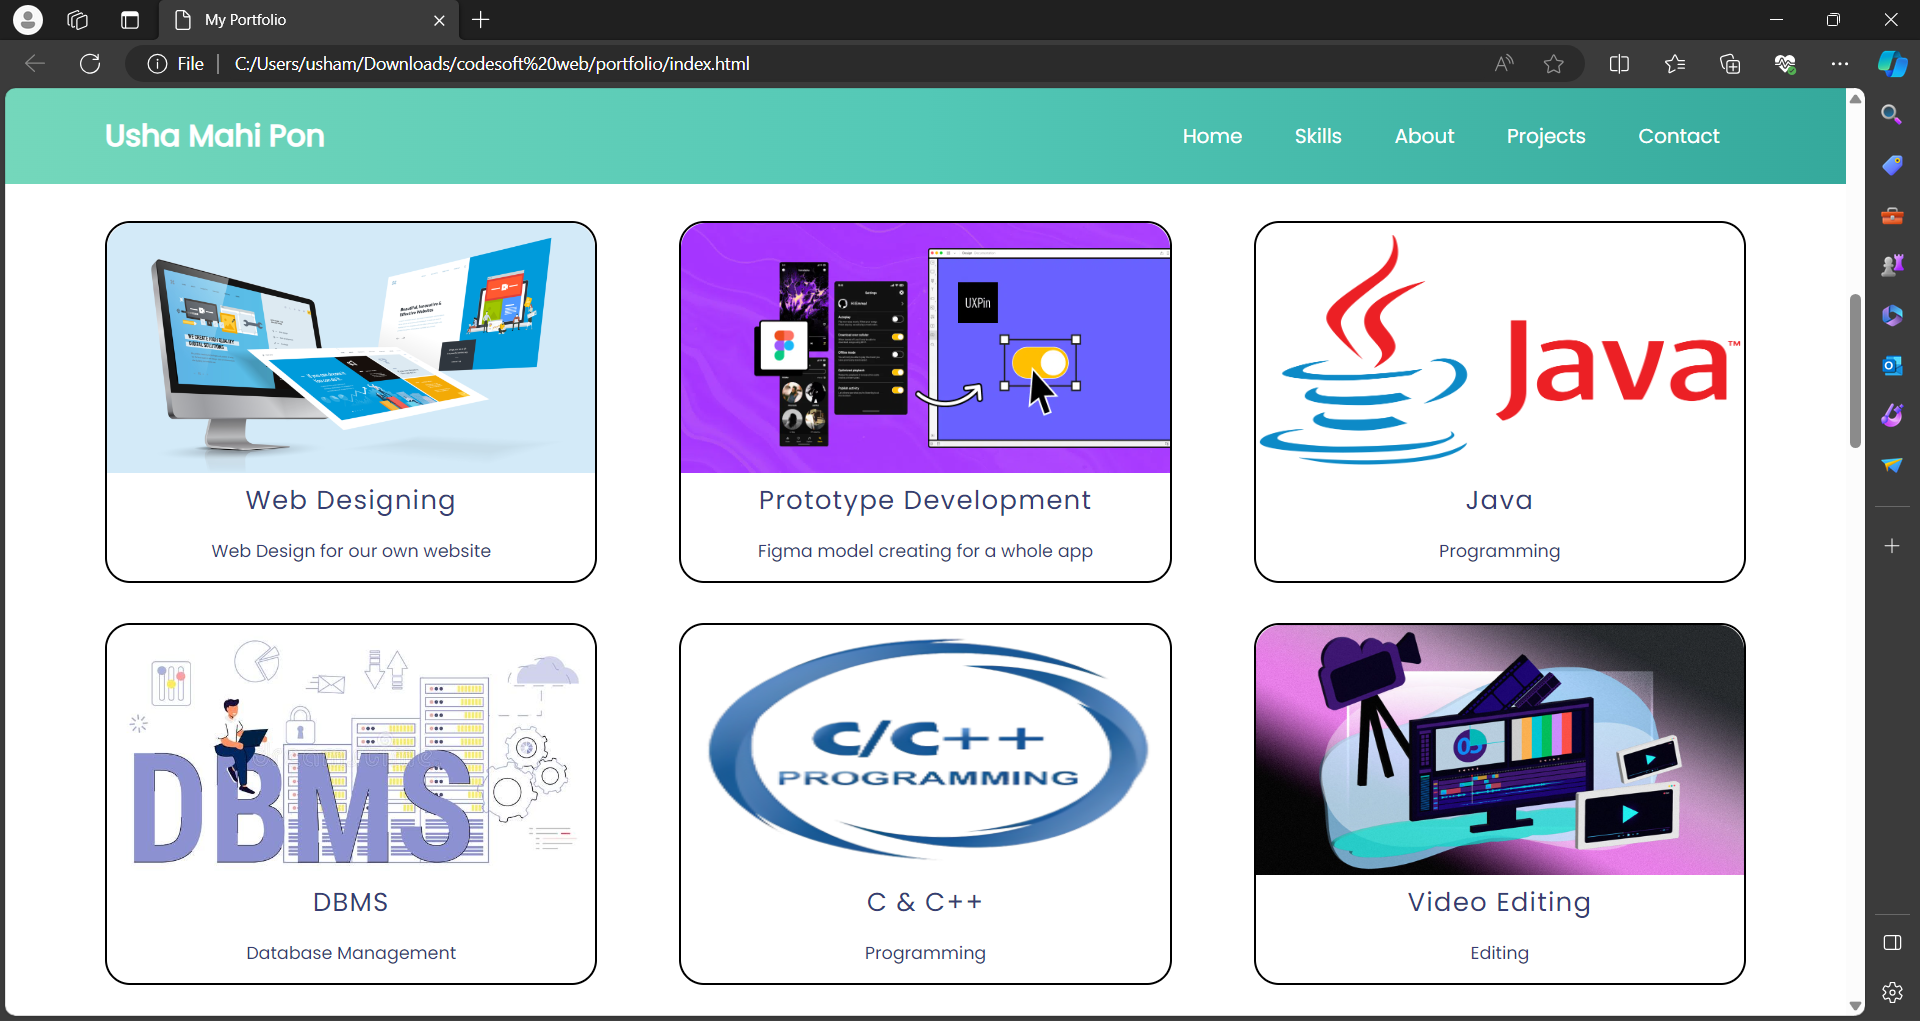 My Portfolio
File
C:/Users/usham/Downloads/codesoft%20web/portfolio/index.html
Usha Mahi Pon
Home
Skills
About
Projects
Contact
UXPin
Settings
Java™
Web Designing
Prototype Development
Java
Web Design for our own website
Figma model creating for a whole app
Programming
DBMS
C/C++
PROGRAMMING
03
DBMS
C & C++
Video Editing
Database Management
Programming
Editing